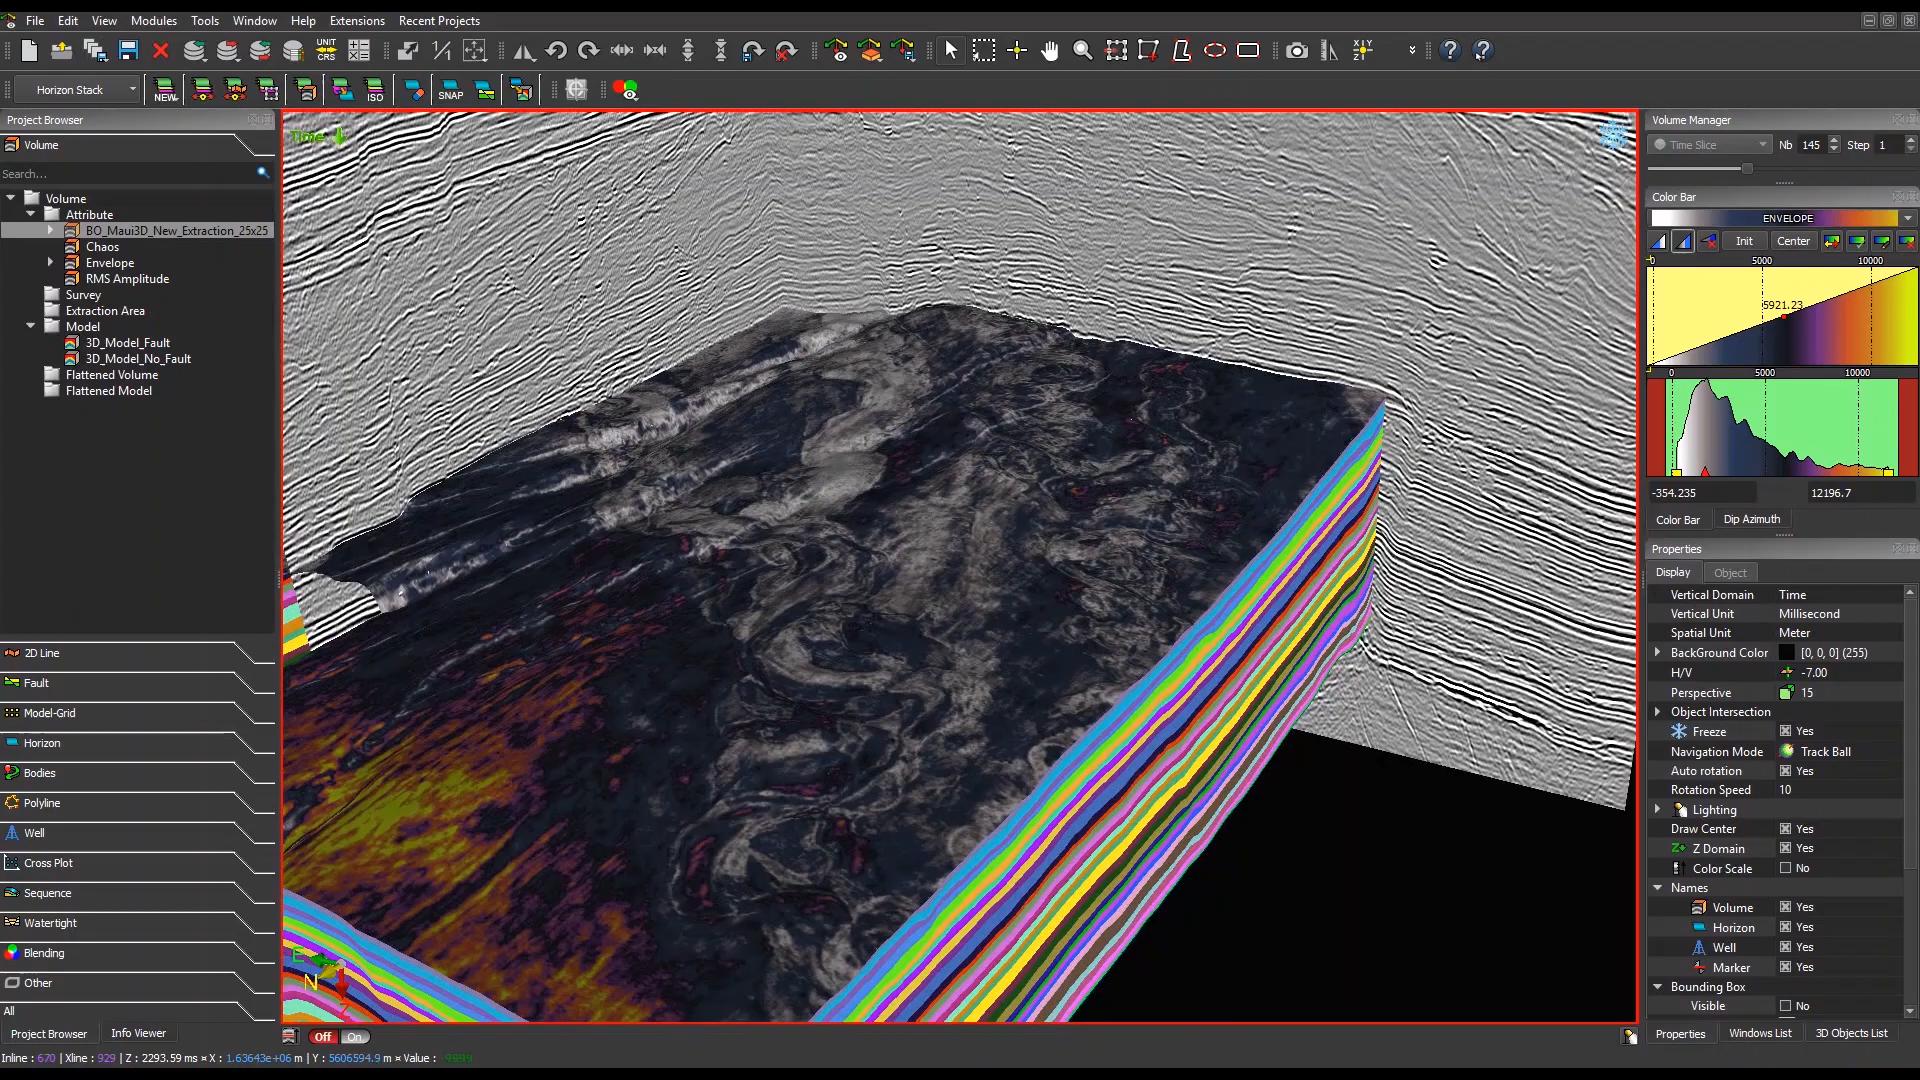 File Edit View Modules Tools Window Help Extensions Recent Projects
UNIT
CRS
X I Y
Z I ?
Horizon Stack
NEW
ISO
SNAP
Project Browser
Volume
Search...
Volume
Attribute
BO_Maui3D_New_Extraction_25x25
Chaos
Envelope
RMS Amplitude
Survey
Extraction Area
Model
3D_Model_Fault
3D_Model_No_Fault
Flattened Volume
Flattened Model
2D Line
Fault
Model-Grid
Horizon
Bodies
Polyline
Well
Cross Plot
Sequence
Watertight
Blending
Other
All
Project Browser Info Viewer
Time
E
N
Z
Off On
Volume Manager
Time Slice Nb 145 Step 1
Color Bar
ENVELOPE
Init Center
0 5000 10000
5921.23
0 5000 10000
-354.235 12196.7
Color Bar Dip Azimuth
Properties
Display Object
Vertical Domain Time
Vertical Unit Millisecond
Spatial Unit Meter
BackGround Color [0, 0, 0] (255)
H/V -7.00
Perspective 15
Object Intersection
Freeze Yes
Navigation Mode Track Ball
Auto rotation Yes
Rotation Speed 10
Lighting
Draw Center Yes
Z+ Z Domain Yes
Color Scale No
Names
Volume Yes
Horizon Yes
Well Yes
Marker Yes
Bounding Box
Visible No
Properties Windows List 3D Objects List
Inline : 670 | Xline : 929 | Z : 2293.59 ms ¤ X : 1.63643e+06 m | Y : 5606594.9 m ¤ Value : -9999